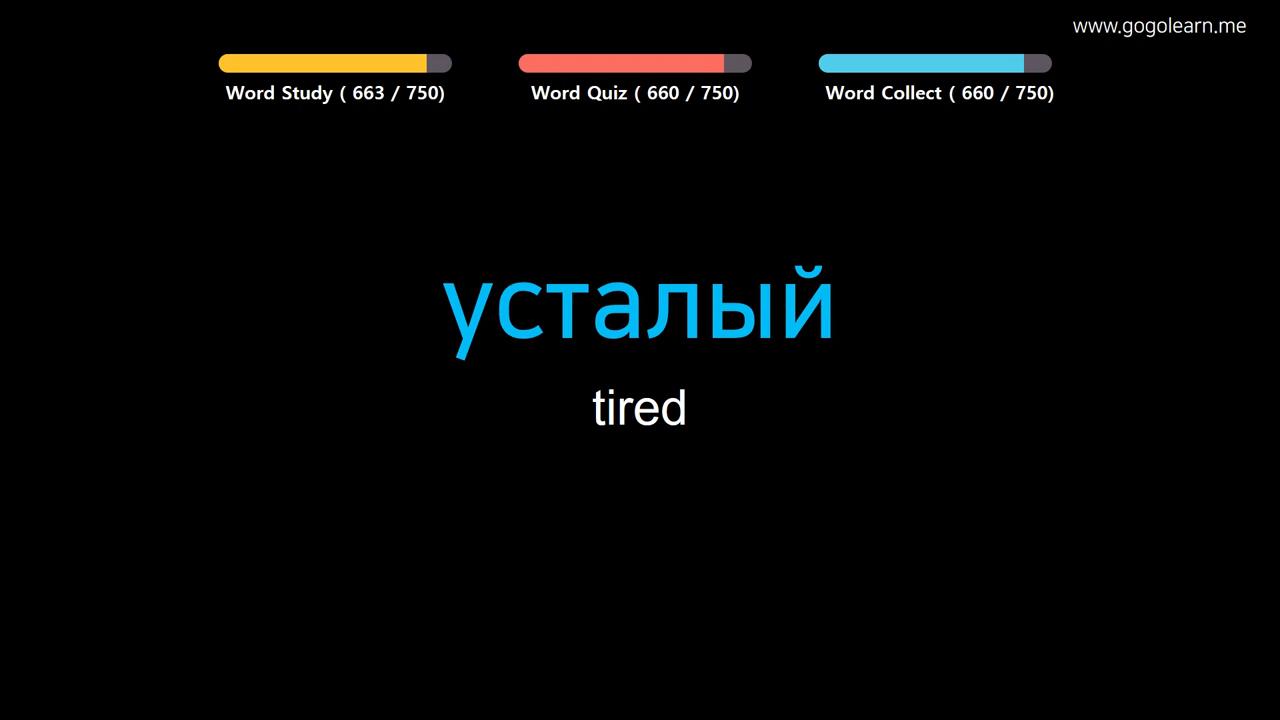 www.gogolearn.me
Word Study ( 663 / 750)
Word Quiz ( 660 / 750)
Word Collect ( 660 / 750)
усталый
tired